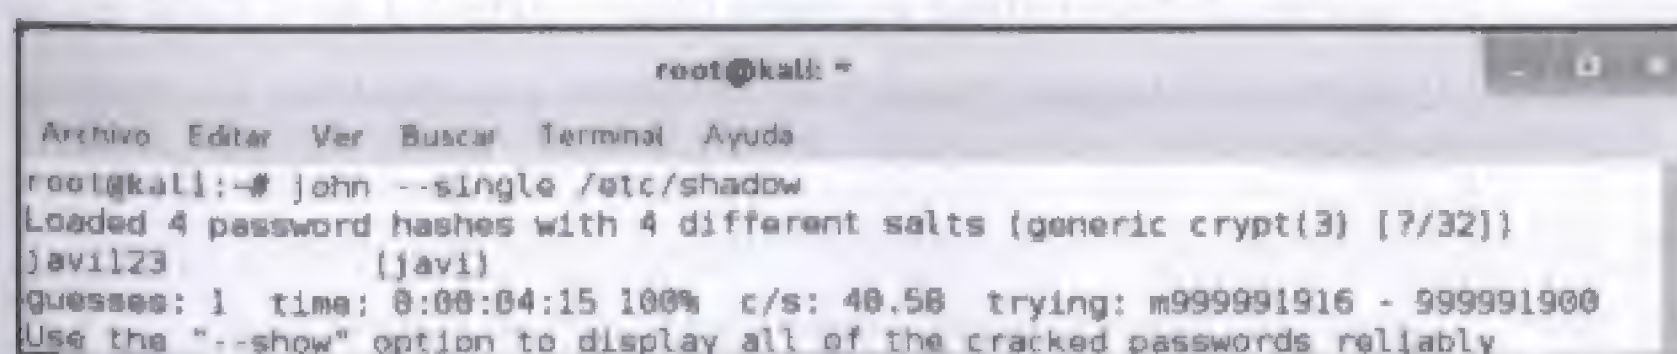 root@kali: ~
Archivo Editar Ver Buscar Terminal Ayuda
root@kali:~# john --single /etc/shadow
Loaded 4 password hashes with 4 different salts (generic crypt(3) [?/32])
javi123 (javi)
guesses: 1 time: 0:00:04:15 100% c/s: 40.58 trying: m999991916 - 999991900
Use the "--show" option to display all of the cracked passwords reliably